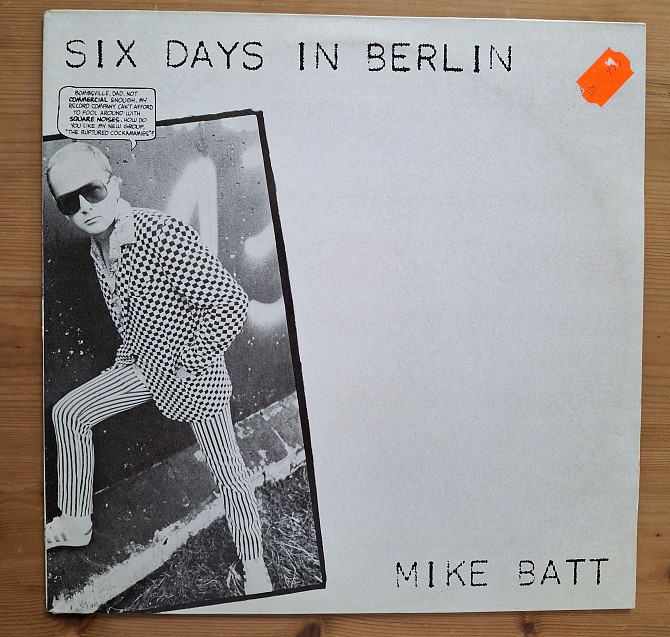 SIX DAYS IN BERLIN
BOMBSVILLE, DAD. NOT
COMMERCIAL ENOUGH. MY
RECORD COMPANY CAN'T AFFORD
TO FOOL AROUND WITH
SQUARE NOISES. HOW DO
YOU LIKE MY NEW GROUP,
"THE RUPTURED COCKAMAMIES"?
MIKE BATT